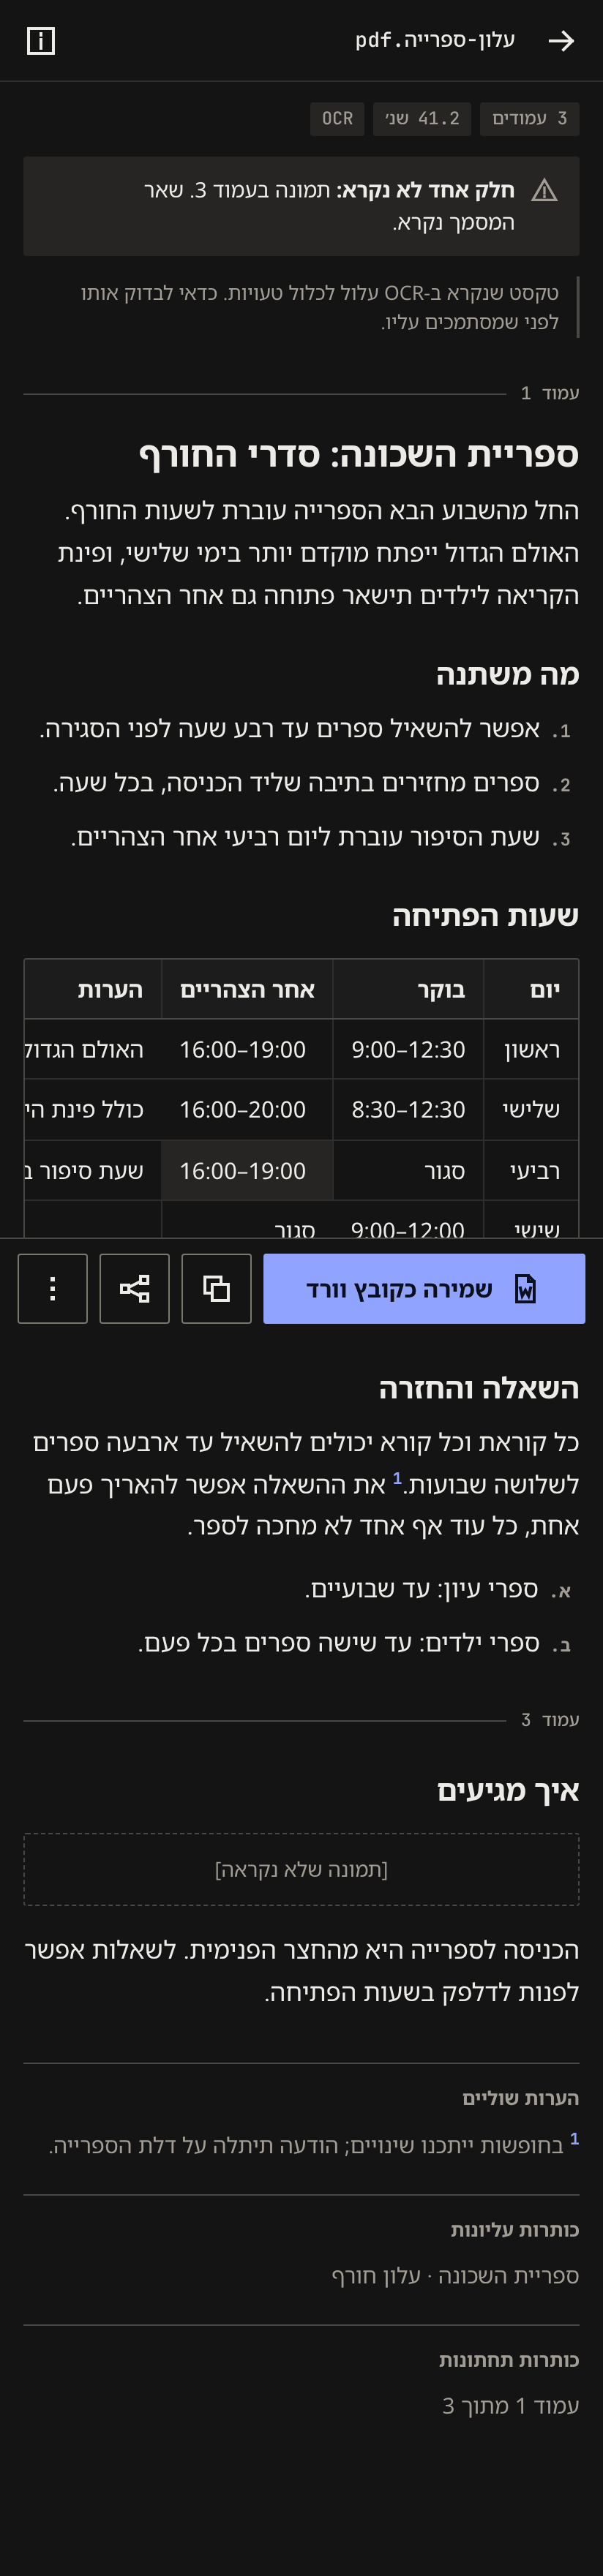 עלון-ספרייה.pdf
3 עמודים 41.2 שנ׳ OCR
חלק אחד לא נקרא: תמונה בעמוד 3. שאר
המסמך נקרא.
טקסט שנקרא ב-OCR עלול לכלול טעויות. כדאי לבדוק אותו
לפני שמסתמכים עליו.
עמוד 1
ספריית השכונה: סדרי החורף
החל מהשבוע הבא הספרייה עוברת לשעות החורף.
האולם הגדול ייפתח מוקדם יותר בימי שלישי, ופינת
הקריאה לילדים תישאר פתוחה גם אחר הצהריים.
מה משתנה
1. אפשר להשאיל ספרים עד רבע שעה לפני הסגירה.
2. ספרים מחזירים בתיבה שליד הכניסה, בכל שעה.
3. שעת הסיפור עוברת ליום רביעי אחר הצהריים.
שעות הפתיחה
יום בוקר אחר הצהריים הערות
ראשון 9:00–12:30 16:00–19:00 האולם הגדול
שלישי 8:30–12:30 16:00–20:00 כולל פינת
רביעי סגור 16:00–19:00 שעת סיפור
שישי 9:00–12:00 סגור
שמירה כקובץ וורד
השאלה והחזרה
כל קוראת וכל קורא יכולים להשאיל עד ארבעה ספרים
לשלושה שבועות.1 את ההשאלה אפשר להאריך פעם
אחת, כל עוד אף אחד לא מחכה לספר.
א. ספרי עיון: עד שבועיים.
ב. ספרי ילדים: עד שישה ספרים בכל פעם.
עמוד 3
איך מגיעים
[תמונה שלא נקראה]
הכניסה לספרייה היא מהחצר הפנימית. לשאלות אפשר
לפנות לדלפק בשעות הפתיחה.
הערות שוליים
1 בחופשות ייתכנו שינויים; הודעה תיתלה על דלת הספרייה.
כותרות עליונות
ספריית השכונה · עלון חורף
כותרות תחתונות
עמוד 1 מתוך 3